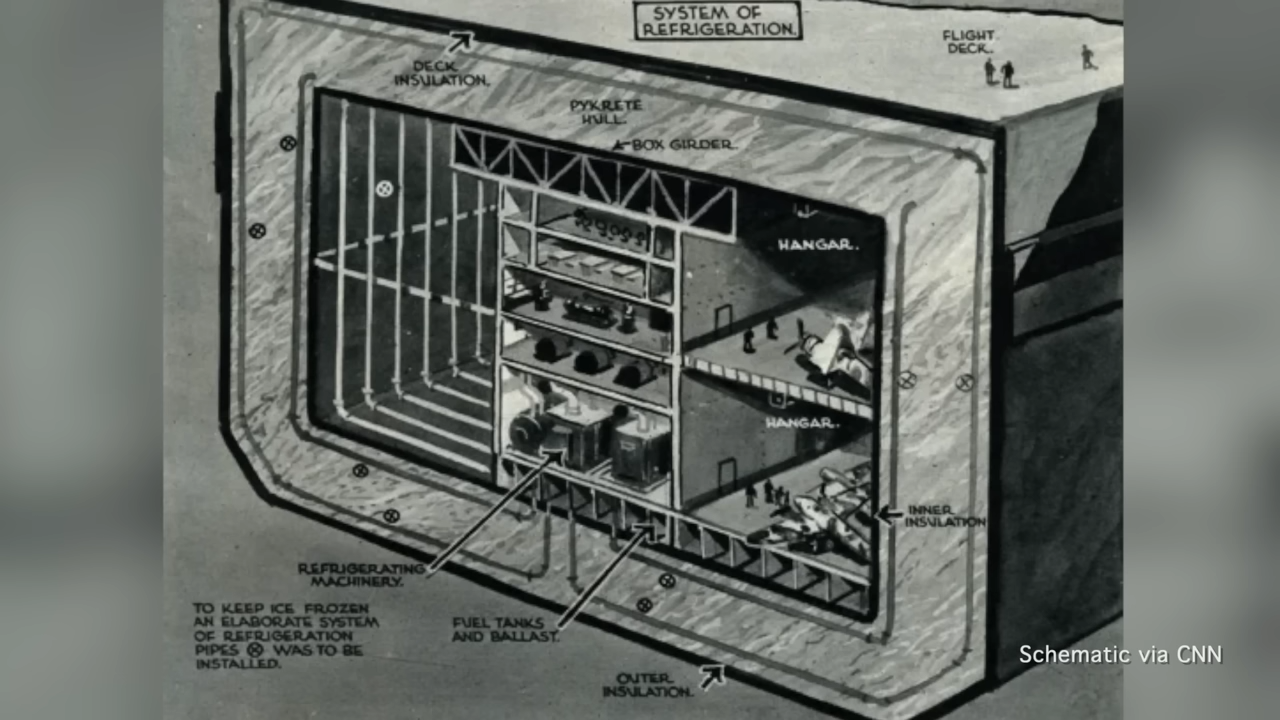 SYSTEM OF
REFRIGERATION.
FLIGHT
DECK.
DECK
INSULATION.
PYKRETE
HULL.
BOX GIRDER.
HANGAR.
HANGAR.
INNER
INSULATION
REFRIGERATING
MACHINERY.
TO KEEP ICE FROZEN
AN ELABORATE SYSTEM
OF REFRIGERATION
PIPES ⊗ WAS TO BE
INSTALLED.
FUEL TANKS
AND BALLAST.
OUTER
INSULATION.
Schematic via CNN